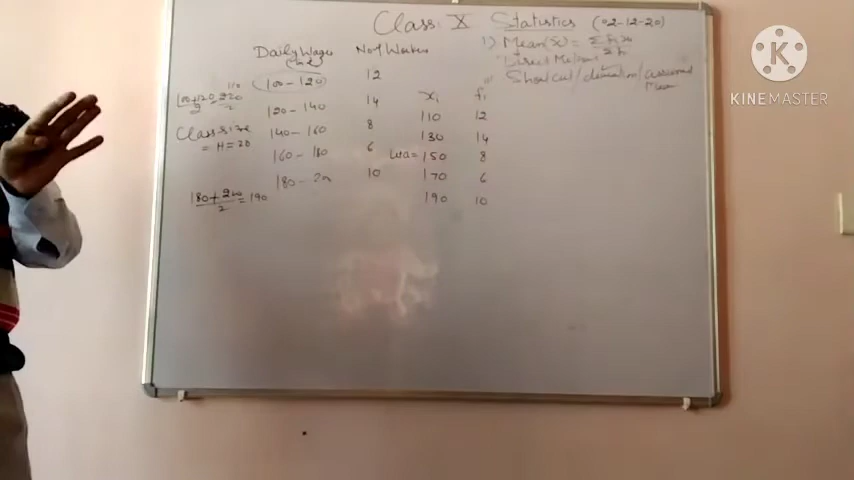 Class: X Statistics (02-12-20)
Daily Wages No of Workers
100-120 12
120-140 14
140-160 8
160-180 6
180- 10
100+120/2 = 220/2 110
Class size
= H = 20
180+200/2 = 190
xi fi
110 12
130 14
Let a = 150 8
170 6
190 10
1) Mean(x̄) = Σfixi/Σfi
Direct Method
Short cut / deviation / assumed
Mean
KINEMASTER